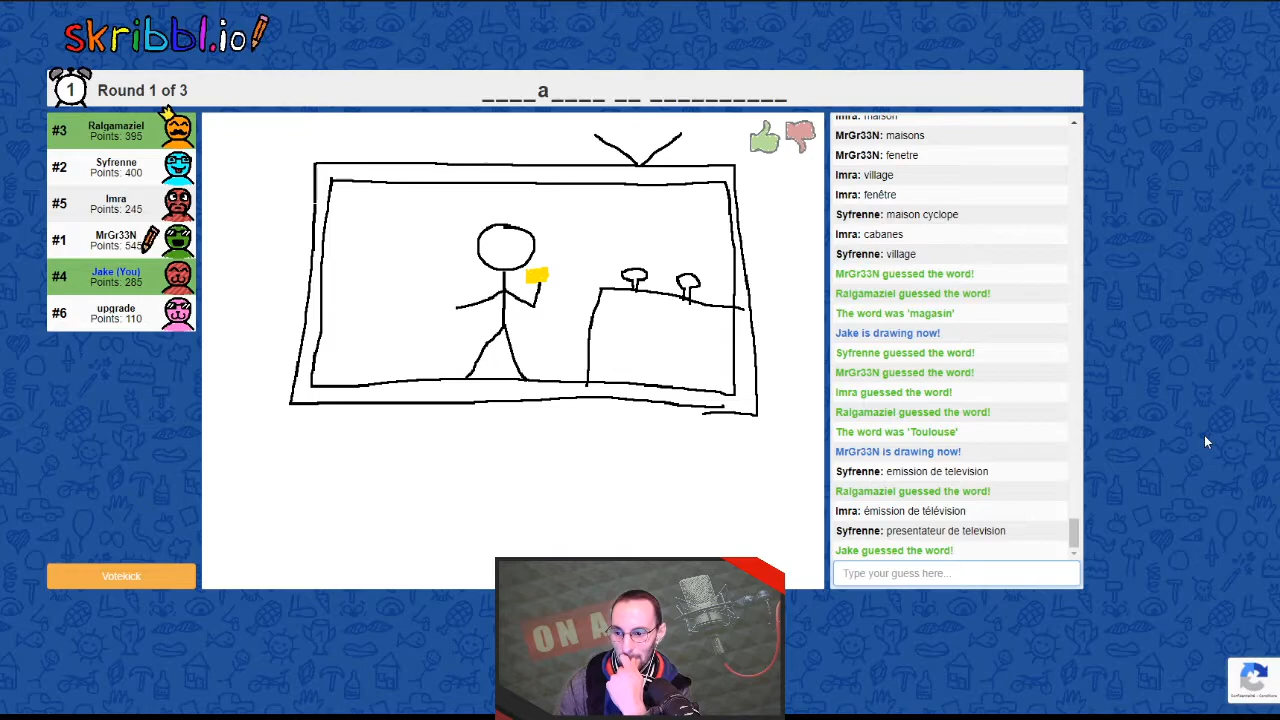 skribbl.io!
1 Round 1 of 3 ____a____ __ __________
#3 Ralgamaziel
Points: 395
#2 Syfrenne
Points: 400
#5 Imra
Points: 245
#1 MrGr33N
Points: 545
#4 Jake (You)
Points: 285
#6 upgrade
Points: 110
Votekick
Imra: maison
MrGr33N: maisons
MrGr33N: fenetre
Imra: village
Imra: fenêtre
Syfrenne: maison cyclope
Imra: cabanes
Syfrenne: village
MrGr33N guessed the word!
Ralgamaziel guessed the word!
The word was 'magasin'
Jake is drawing now!
Syfrenne guessed the word!
MrGr33N guessed the word!
Imra guessed the word!
Ralgamaziel guessed the word!
The word was 'Toulouse'
MrGr33N is drawing now!
Syfrenne: emission de television
Ralgamaziel guessed the word!
Imra: émission de télévision
Syfrenne: presentateur de television
Jake guessed the word!
Type your guess here...
ON A